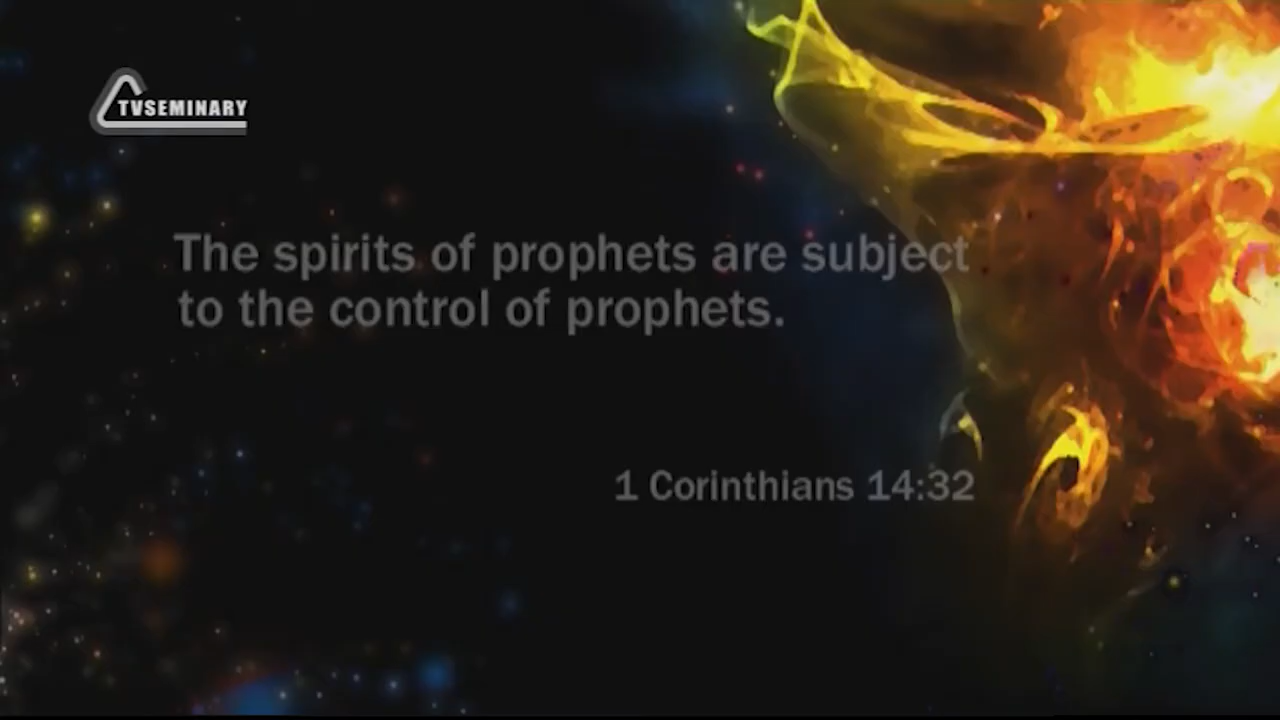 TVSEMINARY
The spirits of prophets are subject
to the control of prophets.
1 Corinthians 14:32